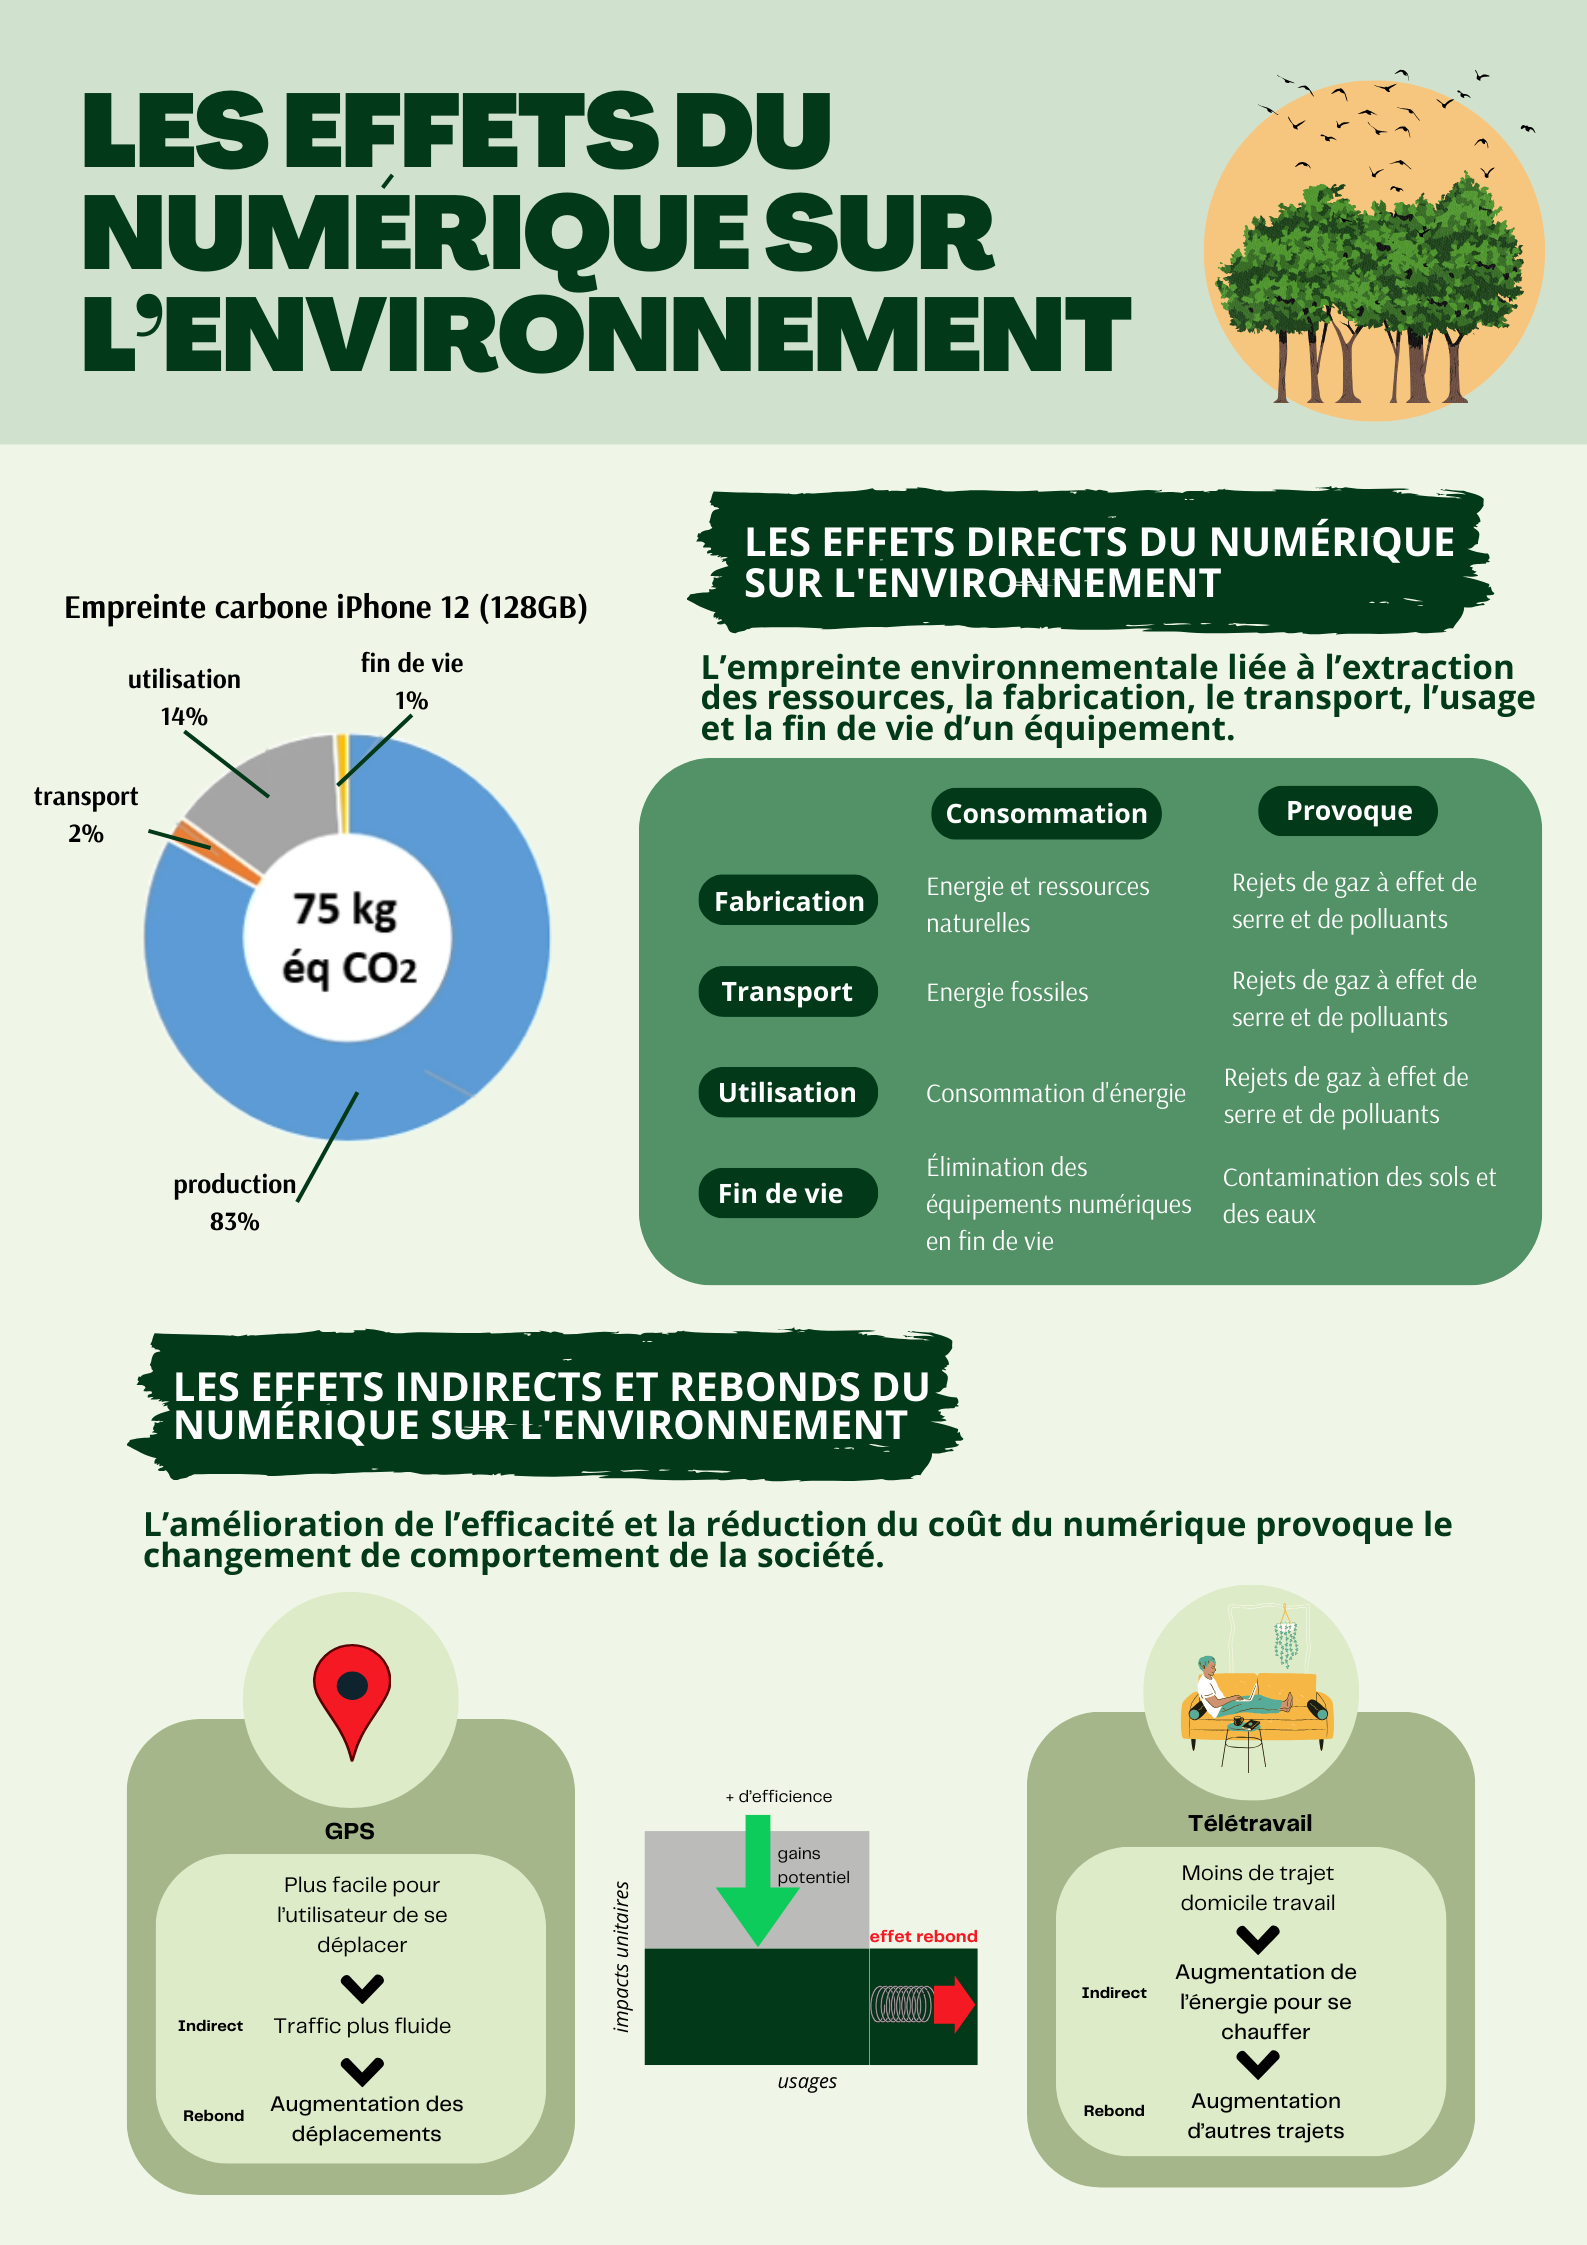 LES EFFETS DU
NUMÉRIQUE SUR
L’ENVIRONNEMENT
Empreinte carbone iPhone 12 (128GB)
fin de vie
1%
utilisation
14%
transport
2%
75 kg
éq CO2
production
83%
LES EFFETS DIRECTS DU NUMÉRIQUE
SUR L'ENVIRONNEMENT
L’empreinte environnementale liée à l’extraction
des ressources, la fabrication, le transport, l’usage
et la fin de vie d’un équipement.
Consommation
Provoque
Fabrication
Energie et ressources
naturelles
Rejets de gaz à effet de
serre et de polluants
Transport
Energie fossiles
Rejets de gaz à effet de
serre et de polluants
Utilisation
Consommation d'énergie
Rejets de gaz à effet de
serre et de polluants
Fin de vie
Élimination des
équipements numériques
en fin de vie
Contamination des sols et
des eaux
LES EFFETS INDIRECTS ET REBONDS DU
NUMÉRIQUE SUR L'ENVIRONNEMENT
L’amélioration de l’efficacité et la réduction du coût du numérique provoque le
changement de comportement de la société.
GPS
Plus facile pour
l’utilisateur de se
déplacer
Indirect
Traffic plus fluide
Rebond
Augmentation des
déplacements
+ d’efficience
gains
potentiel
effet rebond
impacts unitaires
usages
Télétravail
Moins de trajet
domicile travail
Indirect
Augmentation de
l’énergie pour se
chauffer
Rebond
Augmentation
d’autres trajets